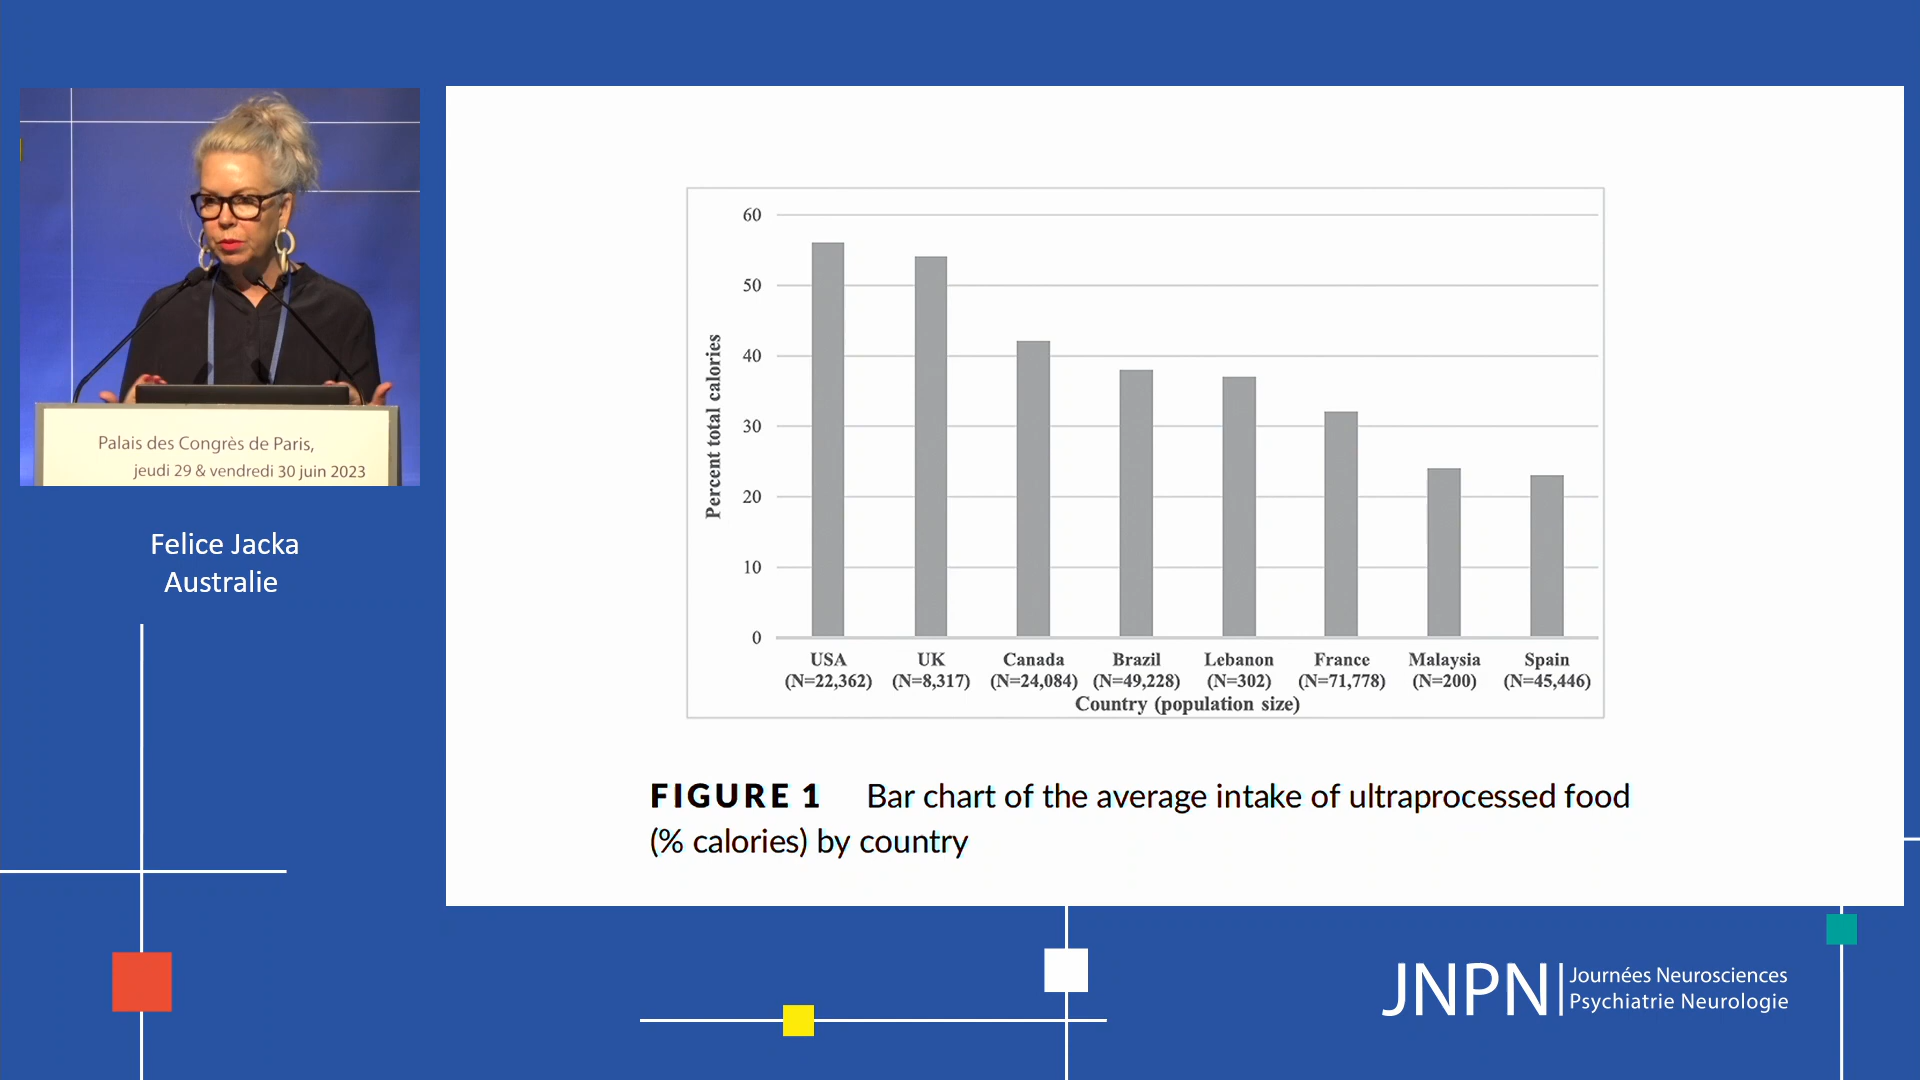 Palais des Congrès de Paris,
jeudi 29 & vendredi 30 juin 2023
Felice Jacka
Australie
60
50
40
30
20
10
0
Percent total calories
USA UK Canada Brazil Lebanon France Malaysia Spain
(N=22,362) (N=8,317) (N=24,084) (N=49,228) (N=302) (N=71,778) (N=200) (N=45,446)
Country (population size)
FIGURE 1 Bar chart of the average intake of ultraprocessed food
(% calories) by country
JNPN
Journées Neurosciences
Psychiatrie Neurologie